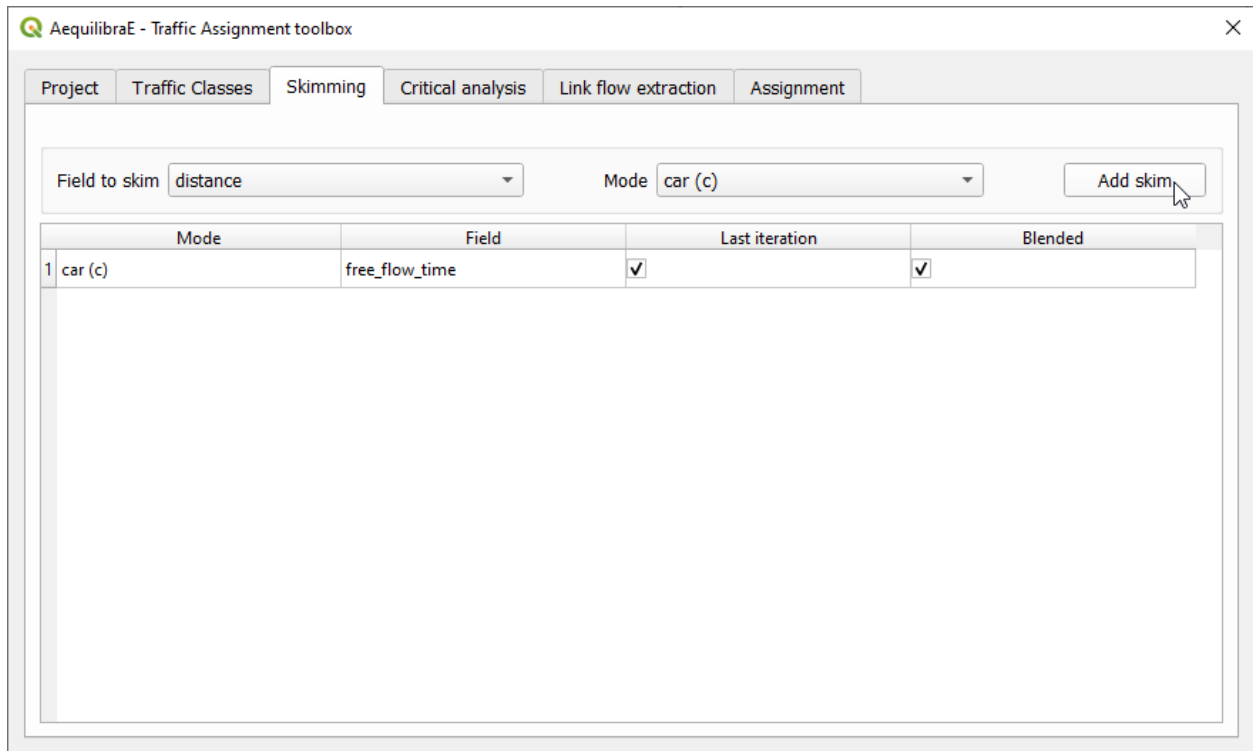 AequilibraE - Traffic Assignment toolbox
Project Traffic Classes Skimming Critical analysis Link flow extraction Assignment
Field to skim distance Mode car (c) Add skim
Mode Field Last iteration Blended
1 car (c) free_flow_time